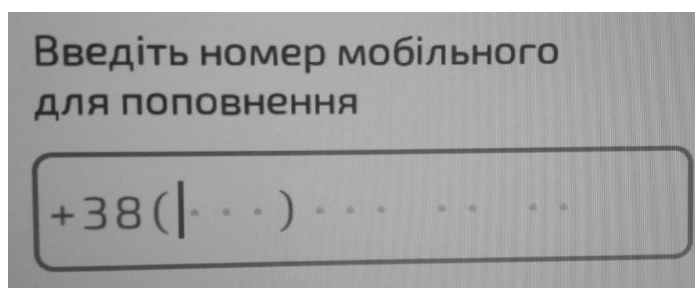 Введіть номер мобільного
для поповнення
+38(|···) ··· ·· ··